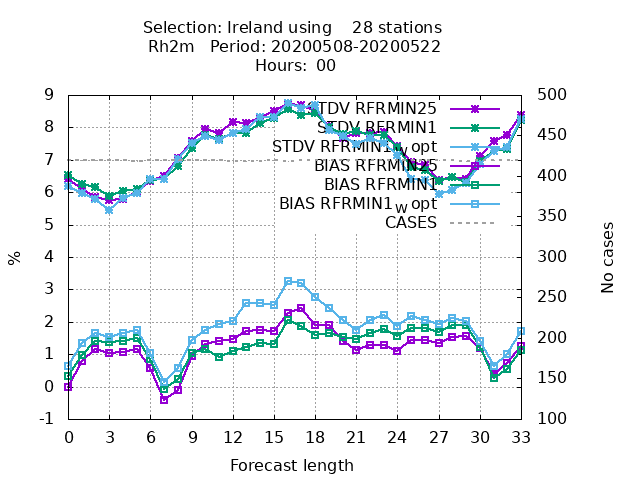 Selection: Ireland using 28 stations
Rh2m Period: 20200508-20200522
Hours: 00
9
8
7
6
5
4
3
2
1
0
-1
%
500
450
400
350
300
250
200
150
100
No cases
STDV RFRMIN25
STDV RFRMIN1
STDV RFRMIN1_W opt
BIAS RFRMIN25
BIAS RFRMIN1
BIAS RFRMIN1_W opt
CASES
0 3 6 9 12 15 18 21 24 27 30 33
Forecast length